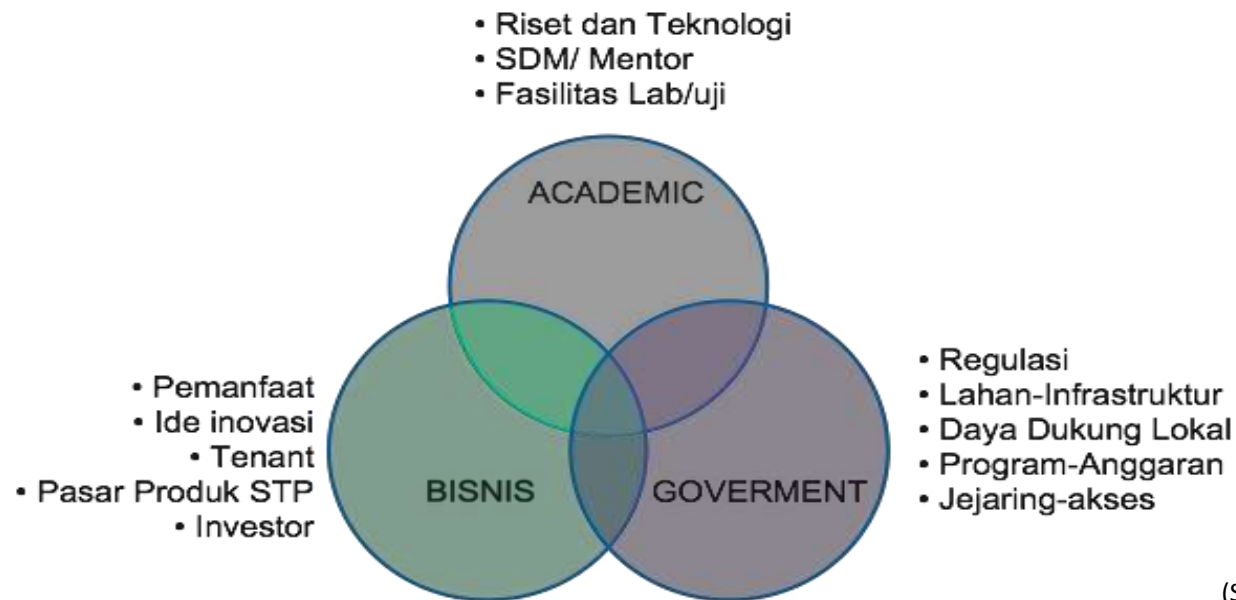 • Riset dan Teknologi
• SDM/ Mentor
• Fasilitas Lab/uji
ACADEMIC
• Pemanfaat
• Ide inovasi
• Tenant
• Pasar Produk STP
• Investor
BISNIS
GOVERMENT
• Regulasi
• Lahan-Infrastruktur
• Daya Dukung Lokal
• Program-Anggaran
• Jejaring-akses
(S